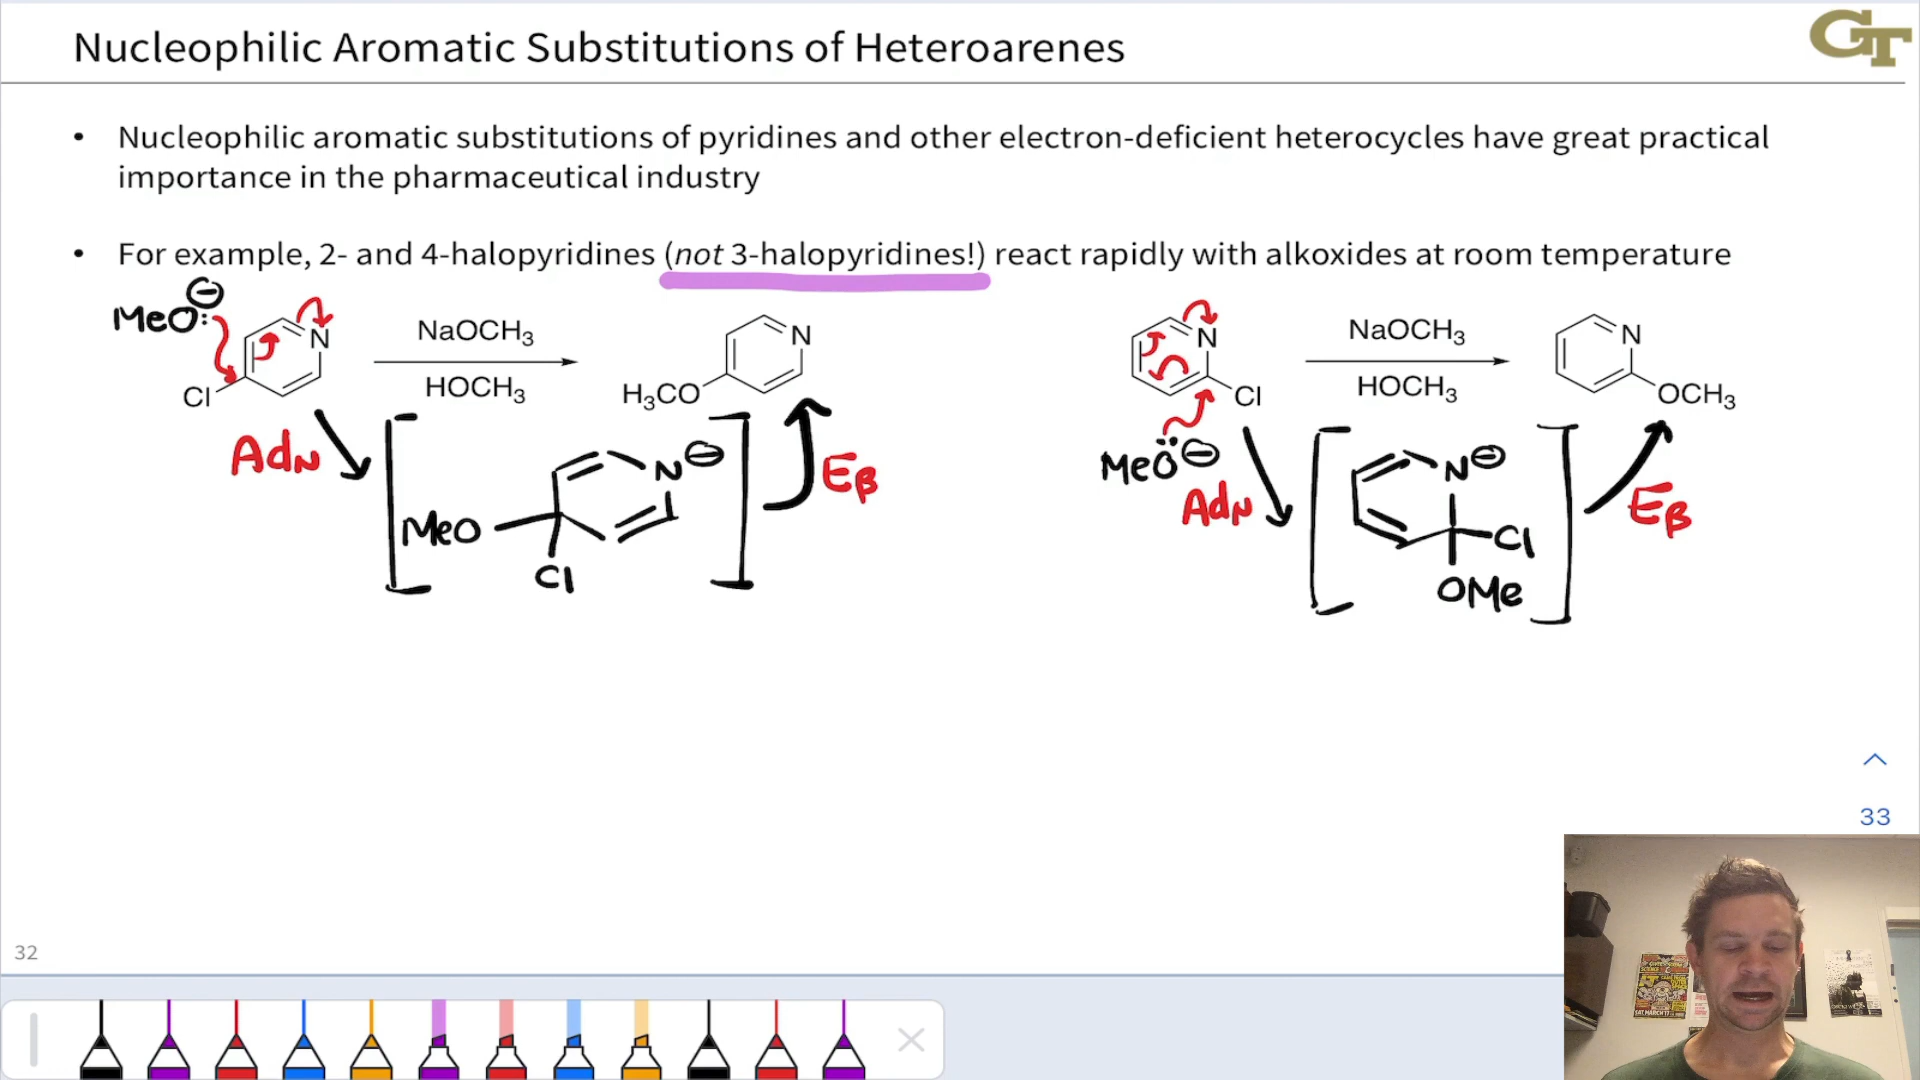 Nucleophilic Aromatic Substitutions of Heteroarenes
GT
• Nucleophilic aromatic substitutions of pyridines and other electron-deficient heterocycles have great practical
importance in the pharmaceutical industry
• For example, 2- and 4-halopyridines (not 3-halopyridines!) react rapidly with alkoxides at room temperature
MeO:⊖
N
Cl
NaOCH3
HOCH3
N
H3CO
N
Cl
MeO⊖
NaOCH3
HOCH3
N
OCH3
AdN
N⊖
MeO
Cl
Eβ
AdN
N⊖
Cl
OMe
Eβ
33
32